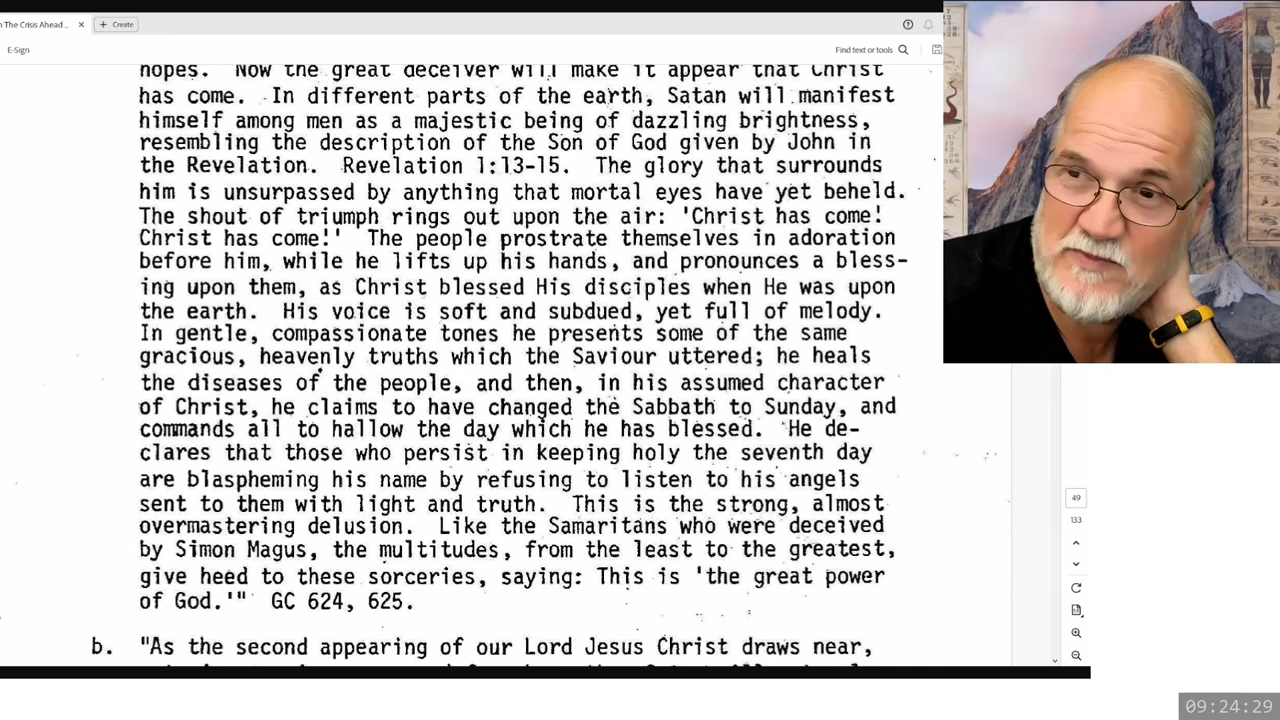 n The Crisis Ahead ..
Create
E-Sign
Find text or tools
hopes. Now the great deceiver will make it appear that Christ
has come. In different parts of the earth, Satan will manifest
himself among men as a majestic being of dazzling brightness,
resembling the description of the Son of God given by John in
the Revelation. Revelation 1:13-15. The glory that surrounds
him is unsurpassed by anything that mortal eyes have yet beheld.
The shout of triumph rings out upon the air: 'Christ has come!
Christ has come!' The people prostrate themselves in adoration
before him, while he lifts up his hands, and pronounces a bless-
ing upon them, as Christ blessed His disciples when He was upon
the earth. His voice is soft and subdued, yet full of melody.
In gentle, compassionate tones he presents some of the same
gracious, heavenly truths which the Saviour uttered; he heals
the diseases of the people, and then, in his assumed character
of Christ, he claims to have changed the Sabbath to Sunday, and
commands all to hallow the day which he has blessed. He de-
clares that those who persist in keeping holy the seventh day
are blaspheming his name by refusing to listen to his angels
sent to them with light and truth. This is the strong, almost
overmastering delusion. Like the Samaritans who were deceived
by Simon Magus, the multitudes, from the least to the greatest,
give heed to these sorceries, saying: This is 'the great power
of God.'" GC 624, 625.
b. "As the second appearing of our Lord Jesus Christ draws near,
49
133
09:24:29